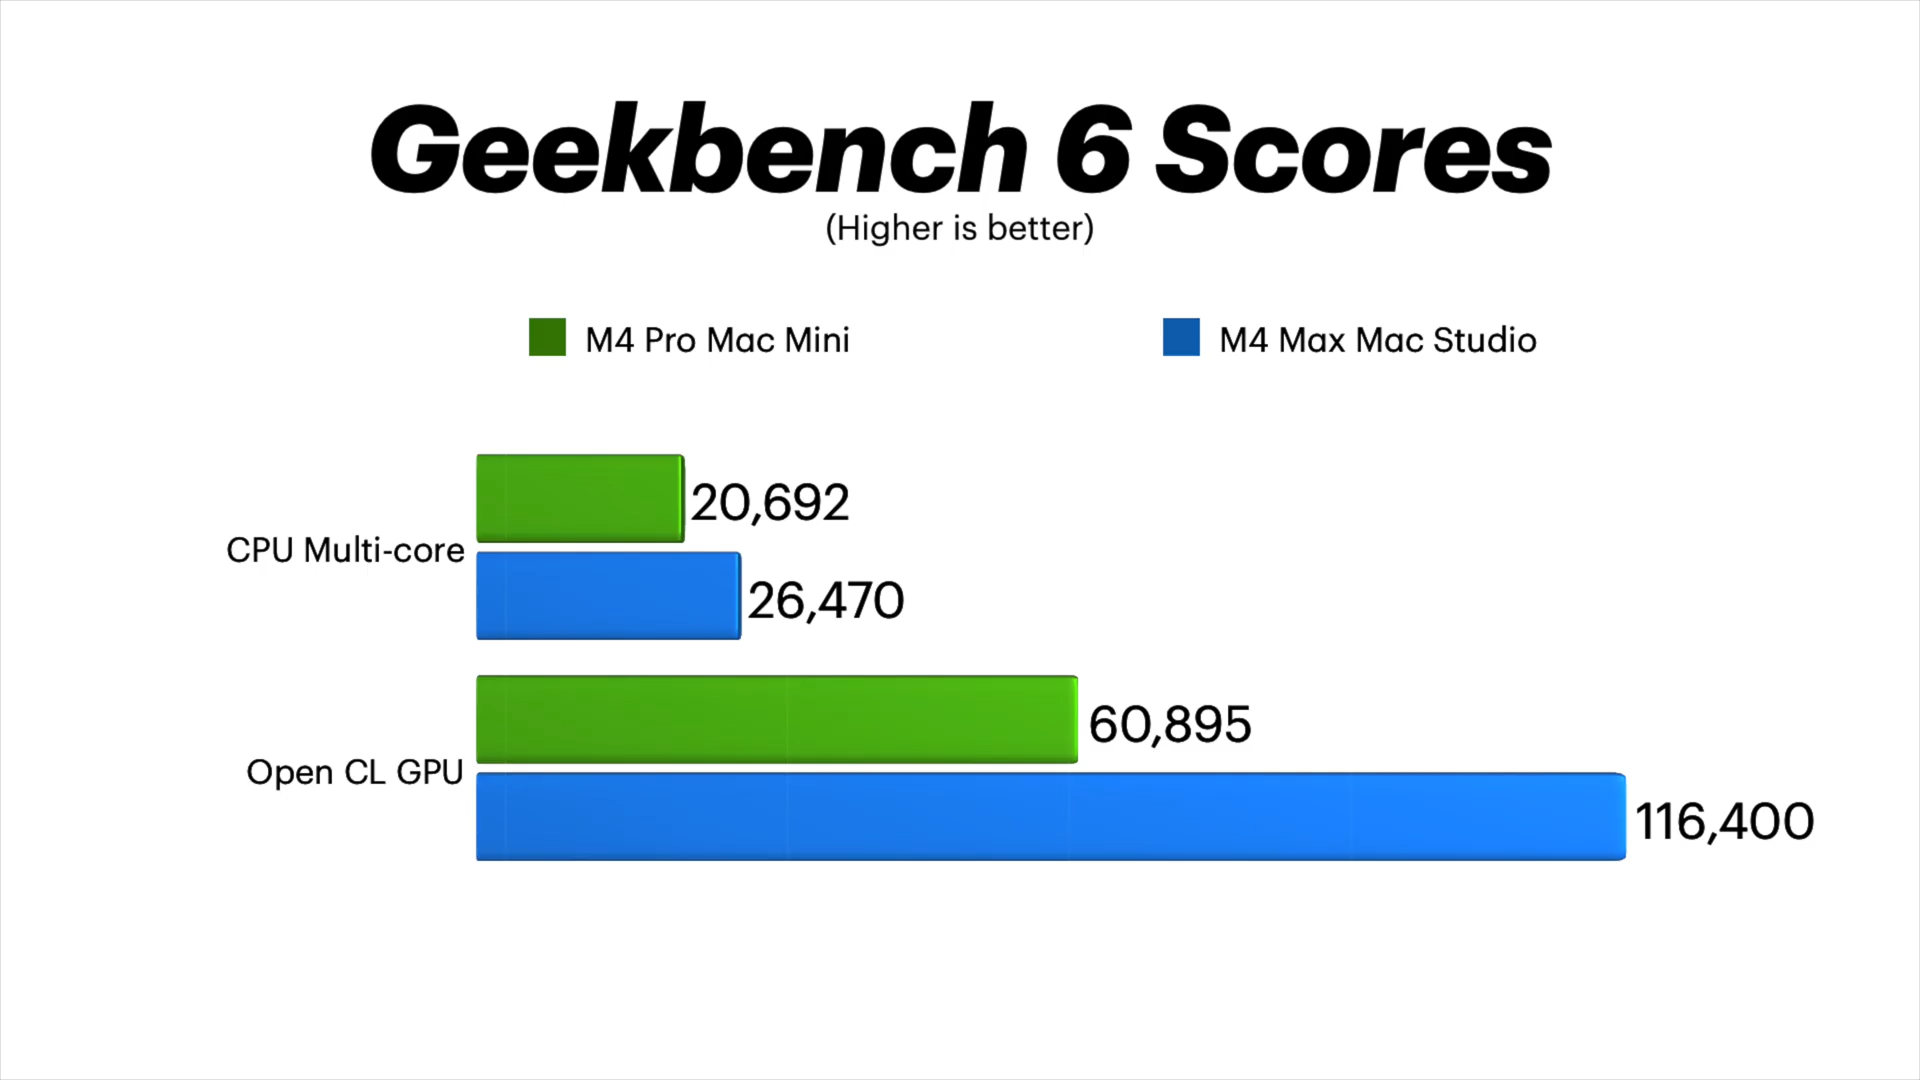 Geekbench 6 Scores
(Higher is better)
M4 Pro Mac Mini
M4 Max Mac Studio
CPU Multi-core
20,692
26,470
Open CL GPU
60,895
116,400